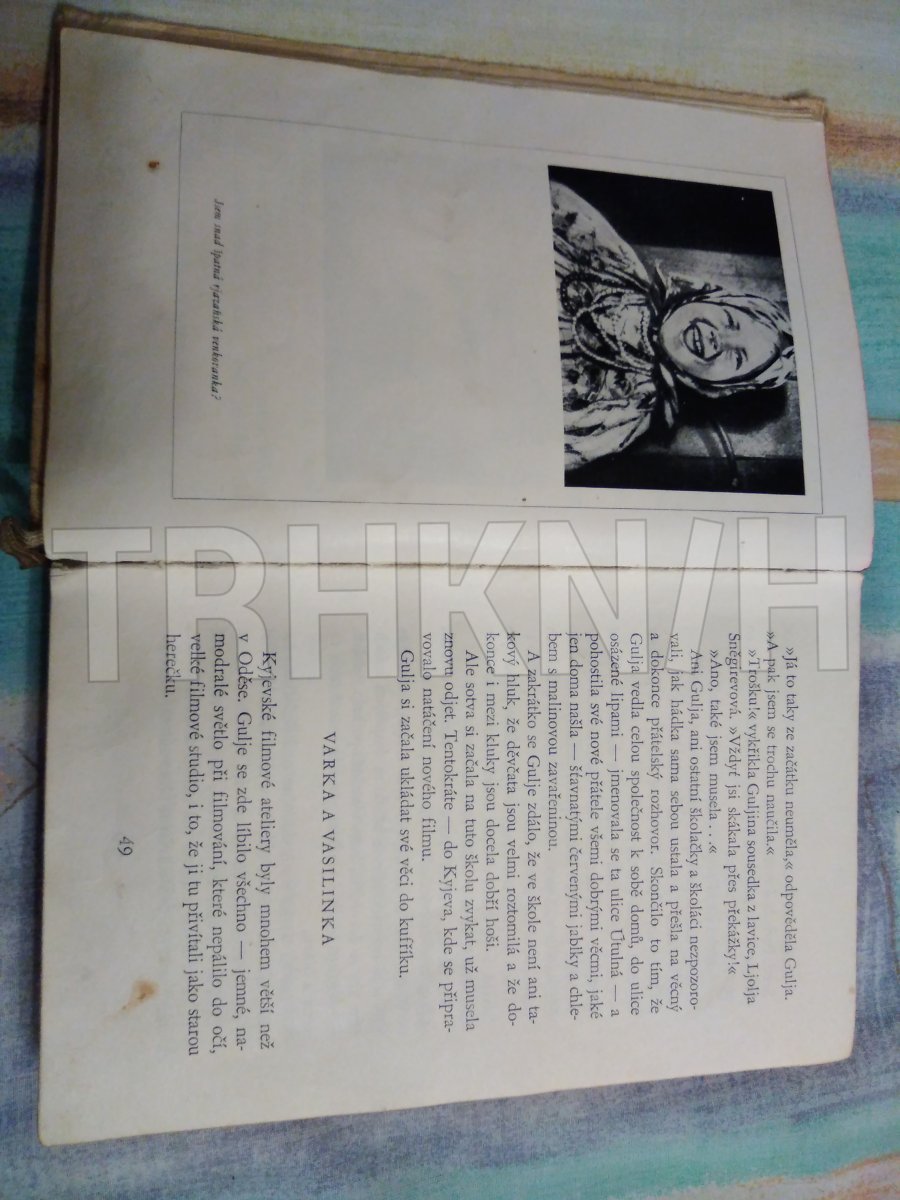 Jsem snad špatná rjazaňská venkovanka?
»Já to taky ze začátku neuměla,« odpověděla Gulja.
»A pak jsem se trochu naučila.«
»Trošku!« vykřikla Guljina sousedka z lavice, Ljolja
Sněgirevová. »Vždyť jsi skákala přes překážky!«
»Ano, také jsem musela . . .«
Ani Gulja, ani ostatní školačky a školáci nezpozoro-
vali, jak hádka sama sebou ustala a přešla na věcný
a dokonce přátelský rozhovor. Skončilo to tím, že
Gulja vedla celou společnost k sobě domů, do ulice
osázené lipami — jmenovala se ta ulice Útulná — a
pohostila své nové přátele všemi dobrými věcmi, jaké
jen doma našla — šťavnatými červenými jablky a chle-
bem s malinovou zavařeninou.
A zakrátko se Gulje zdálo, že ve škole není ani ta-
kový hluk, že děvčata jsou velmi roztomilá a že do-
konce i mezi kluky jsou docela dobří hoši.
Ale sotva si začala na tuto školu zvykat, už musela
znovu odjet. Tentokráte — do Kyjeva, kde se připra-
vovalo natáčení nového filmu.
Gulja si začala ukládat své věci do kufříku.
VARKA A VASILINKA
Kyjevské filmové ateliery byly mnohem větší než
v Oděse. Gulje se zde líbilo všechno — jemné, na-
modralé světlo při filmování, které nepálilo do očí,
velké filmové studio, i to, že ji tu přivítali jako starou
herečku.
49
TRHKNIH